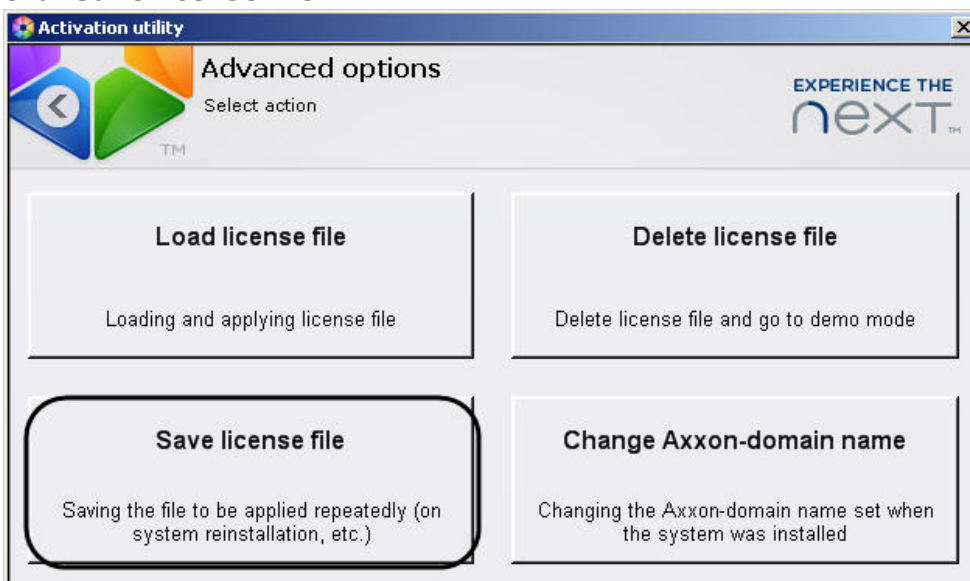 Activation utility
Advanced options
Select action
EXPERIENCE THE
next™
TM
Load license file
Delete license file
Loading and applying license file
Delete license file and go to demo mode
Save license file
Change Axxon-domain name
Saving the file to be applied repeatedly (on
system reinstallation, etc.)
Changing the Axxon-domain name set when
the system was installed